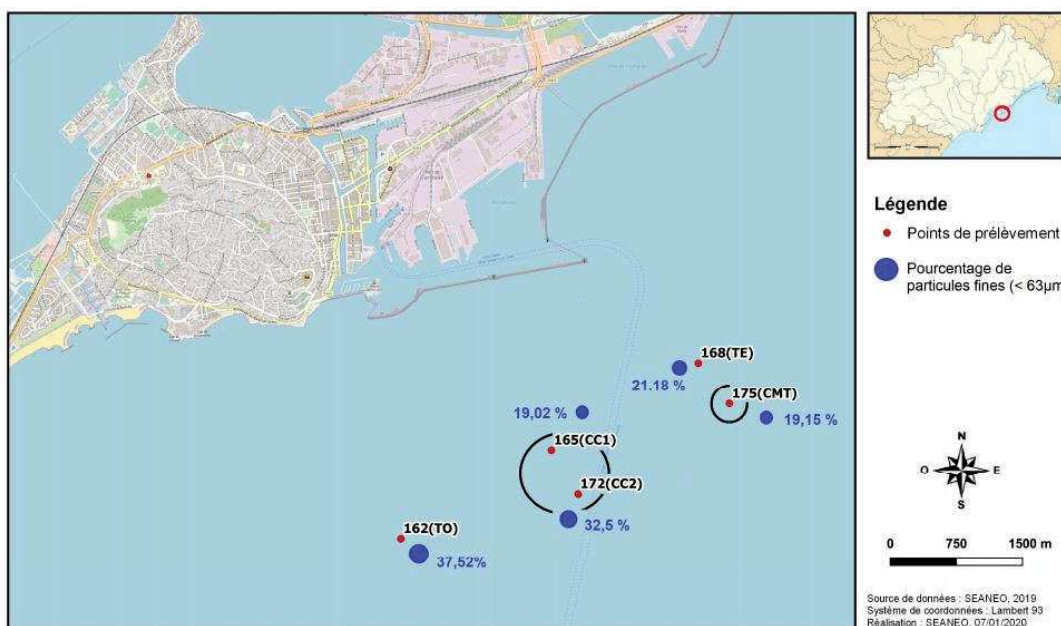 168(TE)
21.18 %
175(CMT)
19,15 %
19,02 %
165(CC1)
172(CC2)
32,5 %
162(TO)
37,52%
Légende
Points de prélèvement
Pourcentage de
particules fines (< 63µm
N
O E
S
0 750 1500 m
Source de données : SEANEO, 2019
Système de coordonnées : Lambert 93
Réalisation : SEANEO, 07/01/2020